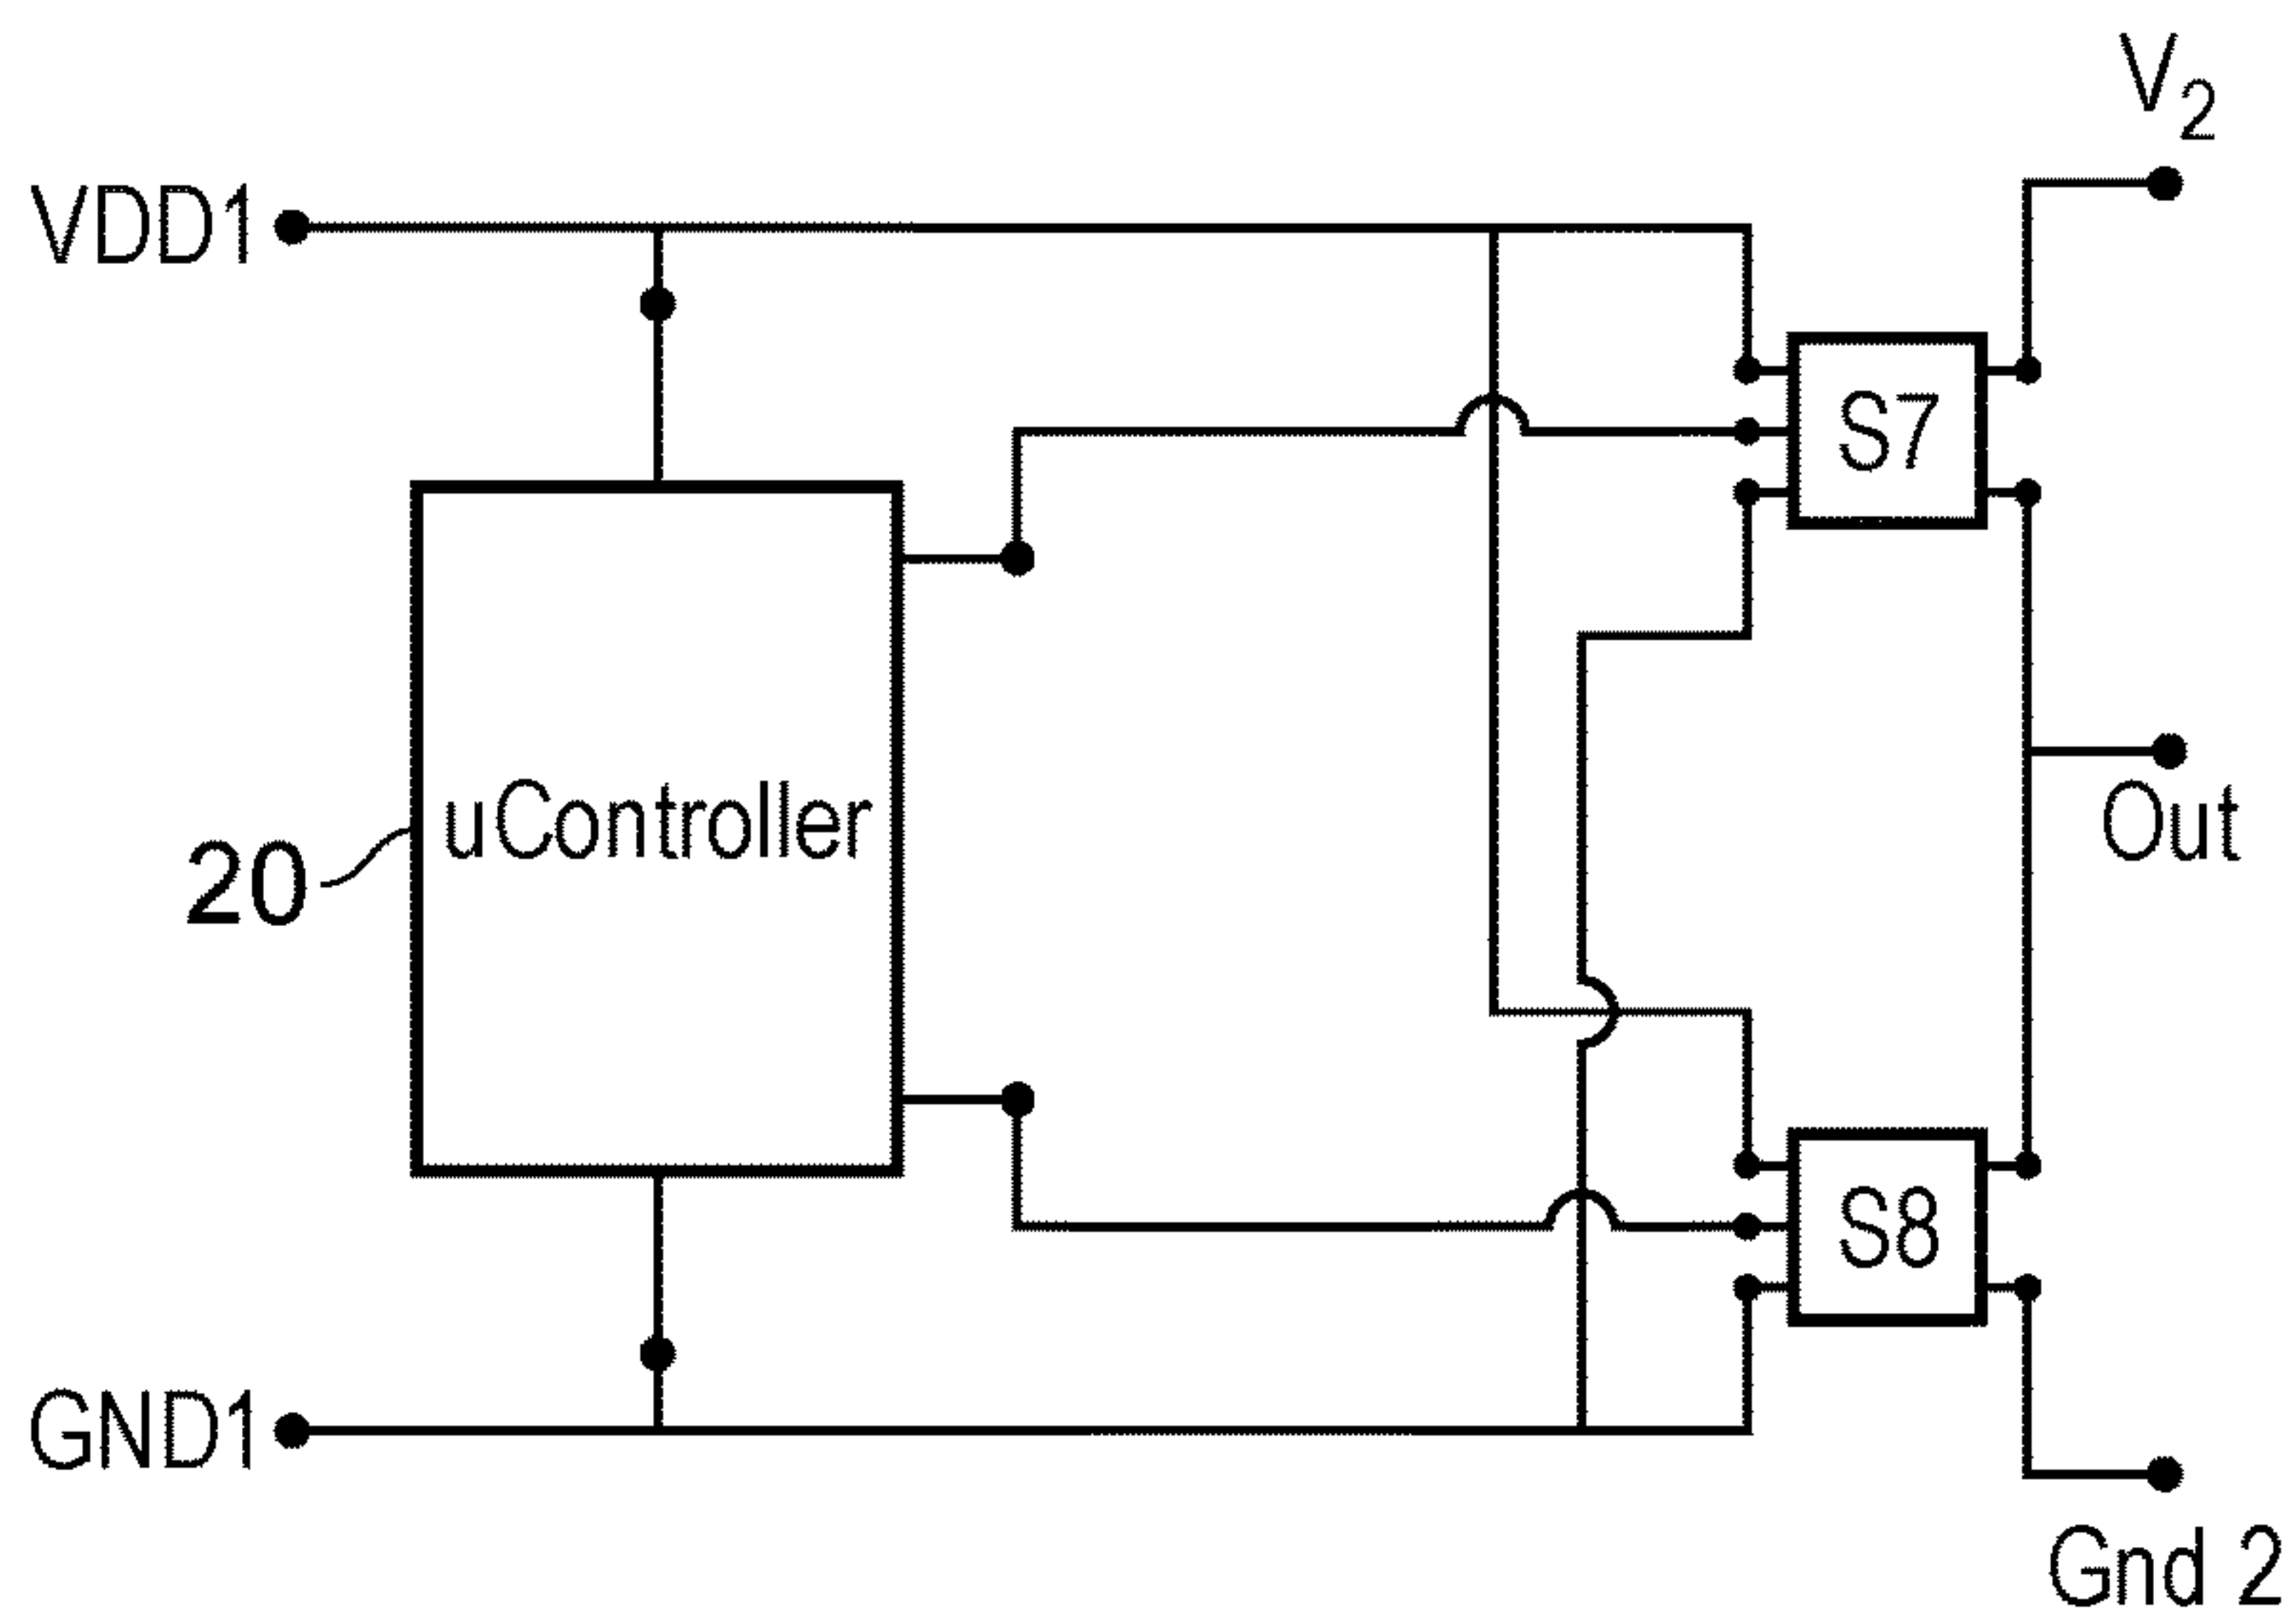 V2
VDD1
S7
uController
Out
20
S8
GND1
Gnd 2